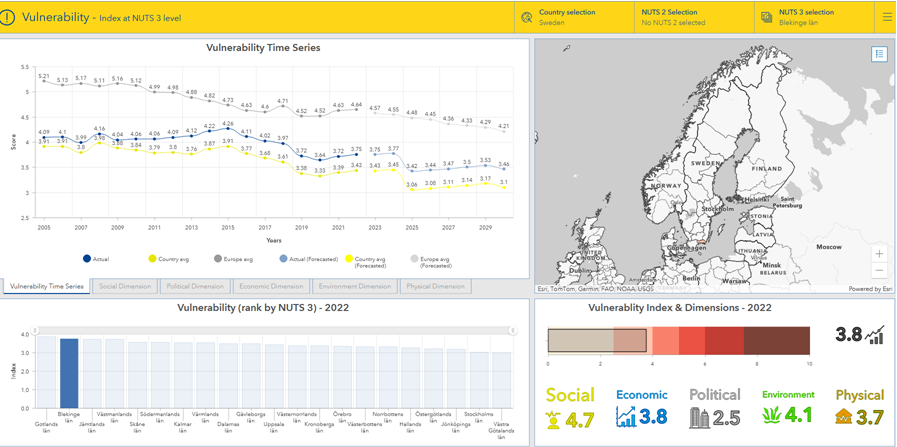 Vulnerability - Index at NUTS 3 level
Country selection
Sweden
NUTS 2 Selection
No NUTS 2 selected
NUTS 3 selection
Blekinge län
Vulnerability Time Series
5.5
5
4.5
4
3.5
3
2.5
Score
5.21 5.13 5.17 5.11 5.16 5.12 4.99 4.98 4.88 4.82 4.73 4.63 4.6 4.71 4.52 4.52 4.63 4.64 4.57 4.55 4.48 4.45 4.36 4.33 4.29 4.21
4.09 4.1 3.99 4.16 4.04 4.06 4.06 4.09 4.12 4.22 4.26 4.11 4.02 3.97 3.72 3.64 3.72 3.75 3.75 3.77 3.42 3.44 3.47 3.5 3.53 3.46
3.91 3.91 3.8 3.98 3.88 3.84 3.79 3.8 3.76 3.87 3.91 3.77 3.68 3.61 3.38 3.33 3.39 3.42 3.43 3.45 3.06 3.08 3.11 3.14 3.17 3.1
2005 2007 2009 2011 2013 2015 2017 2019 2021 2023 2025 2027 2029
Years
Actual
Country avg
Europe avg
Actual (Forecasted)
Country avg
(Forecasted)
Europe avg
(Forecasted)
Vulnerability Time Series
Social Dimension
Political Dimension
Economic Dimension
Environment Dimension
Physical Dimension
SWEDEN
FINLAND
NORWAY
Helsinki
Saint
Petersburg
Stockholm
ESTONIA
LATVIA
Moscow
Copenhagen
LITHUANIA
Vilnius
Minsk
BELARUS
UNITED
KINGDOM
Dublin
Amsterdam
Berlin
Warsaw
+
−
Esri, TomTom, Garmin, FAO, NOAA, USGS
Powered by Esri
Vulnerability (rank by NUTS 3) - 2022
4.0
3.0
2.0
1.0
0.0
Index
Gotlands
län
Blekinge
län
Jämtlands
län
Västmanlands
län
Skåne
län
Södermanlands
län
Kalmar
län
Värmlands
län
Dalarnas
län
Gävleborgs
län
Uppsala
län
Västernorrlands
län
Kronobergs
län
Örebro
län
Västerbottens
län
Norrbottens
län
Hallands
län
Östergötlands
län
Jönköpings
län
Stockholms
län
Västra
Götalands
län
Vulnerablity Index & Dimensions - 2022
0 2 4 6 8 10
3.8
Social
4.7
Economic
3.8
Political
2.5
Environment
4.1
Physical
3.7